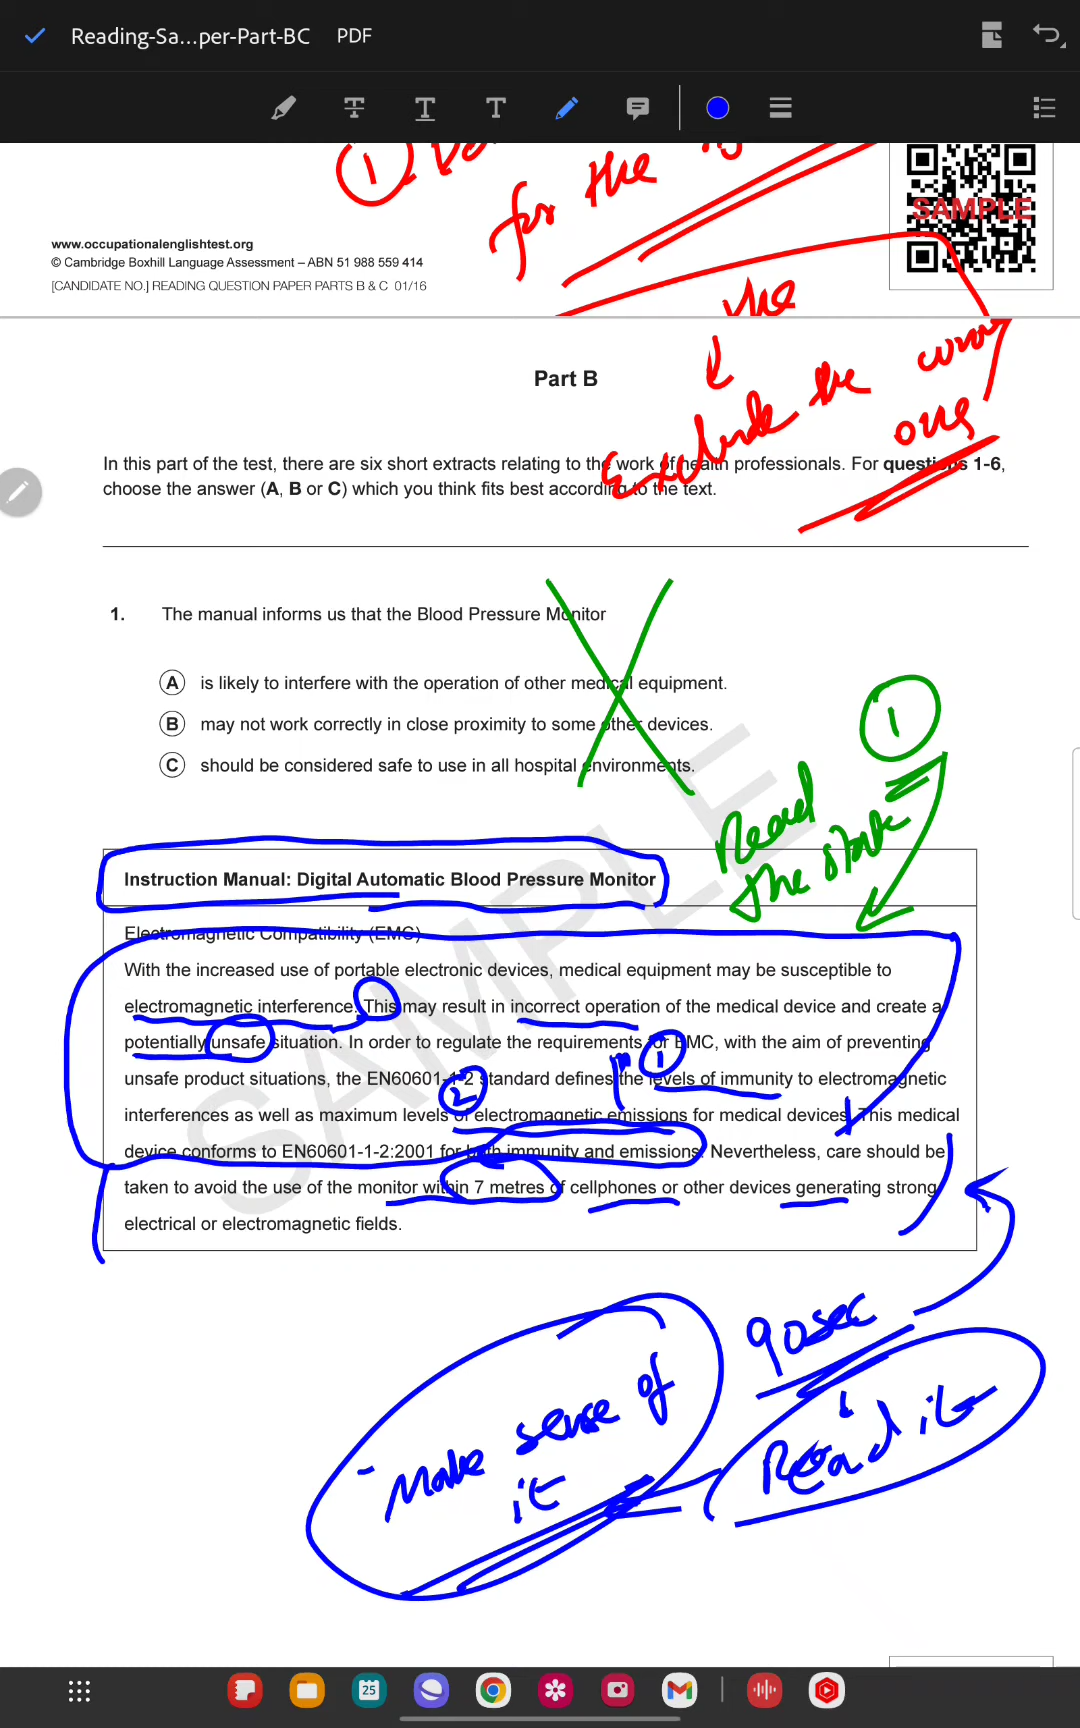 Reading-Sa...per-Part-BC PDF
1
for the
SAMPLE
www.occupationalenglishtest.org
© Cambridge Boxhill Language Assessment – ABN 51 988 559 414
[CANDIDATE NO.] READING QUESTION PAPER PARTS B & C 01/16
the
Exclude the wrong
ones
Part B
In this part of the test, there are six short extracts relating to the work of health professionals. For questions 1-6,
choose the answer (A, B or C) which you think fits best according to the text.
1. The manual informs us that the Blood Pressure Monitor
A is likely to interfere with the operation of other medical equipment.
B may not work correctly in close proximity to some other devices.
C should be considered safe to use in all hospital environments.
1
Read
the
SAMPLE
Instruction Manual: Digital Automatic Blood Pressure Monitor
Electromagnetic Compatibility (EMC)
With the increased use of portable electronic devices, medical equipment may be susceptible to
electromagnetic interference. This may result in incorrect operation of the medical device and create a
potentially unsafe situation. In order to regulate the requirements for EMC, with the aim of preventing
unsafe product situations, the EN60601-1-2 standard defines the levels of immunity to electromagnetic
interferences as well as maximum levels of electromagnetic emissions for medical devices. This medical
device conforms to EN60601-1-2:2001 for both immunity and emissions. Nevertheless, care should be
taken to avoid the use of the monitor within 7 metres of cellphones or other devices generating strong
electrical or electromagnetic fields.
1
2
90sec
Read it
Make sense of
it
25